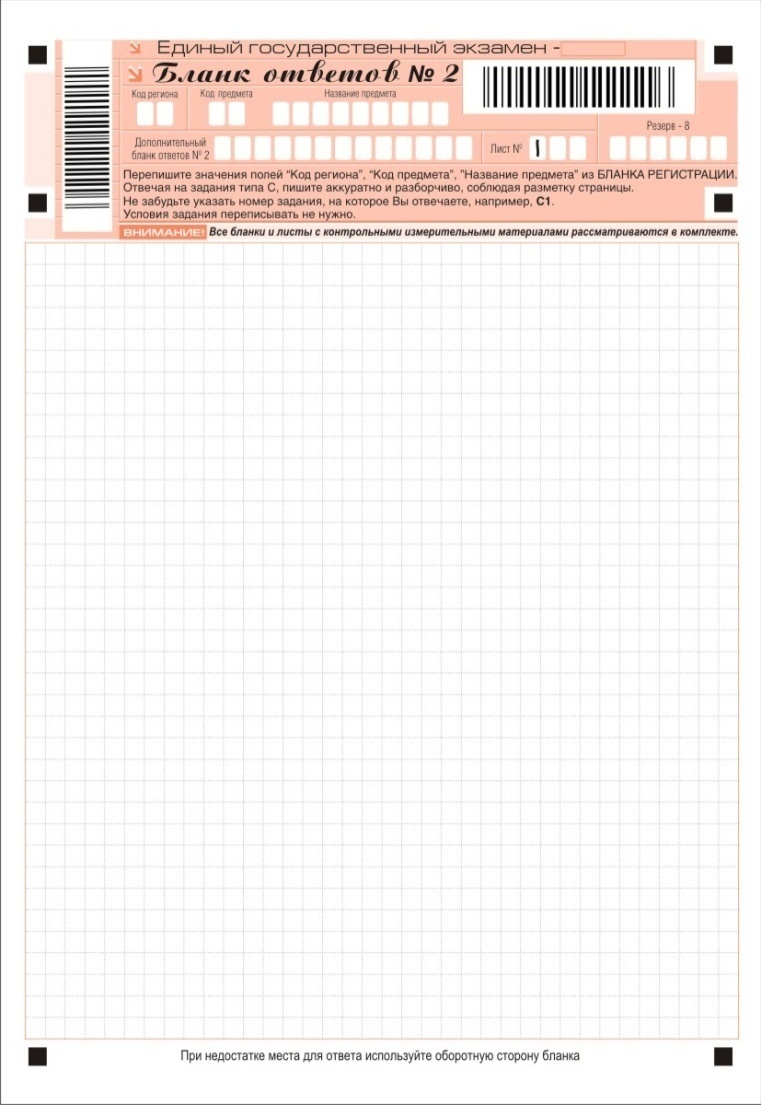 Единый государственный экзамен -
Бланк ответов № 2
Код региона Код предмета Название предмета
Резерв - 8
Дополнительный
бланк ответов № 2
Лист № 1
Перепишите значения полей “Код региона”, “Код предмета”, "Название предмета” из БЛАНКА РЕГИСТРАЦИИ.
Отвечая на задания типа С, пишите аккуратно и разборчиво, соблюдая разметку страницы.
Не забудьте указать номер задания, на которое Вы отвечаете, например, С1.
Условия задания переписывать не нужно.
ВНИМАНИЕ! Все бланки и листы с контрольными измерительными материалами рассматриваются в комплекте.
При недостатке места для ответа используйте оборотную сторону бланка